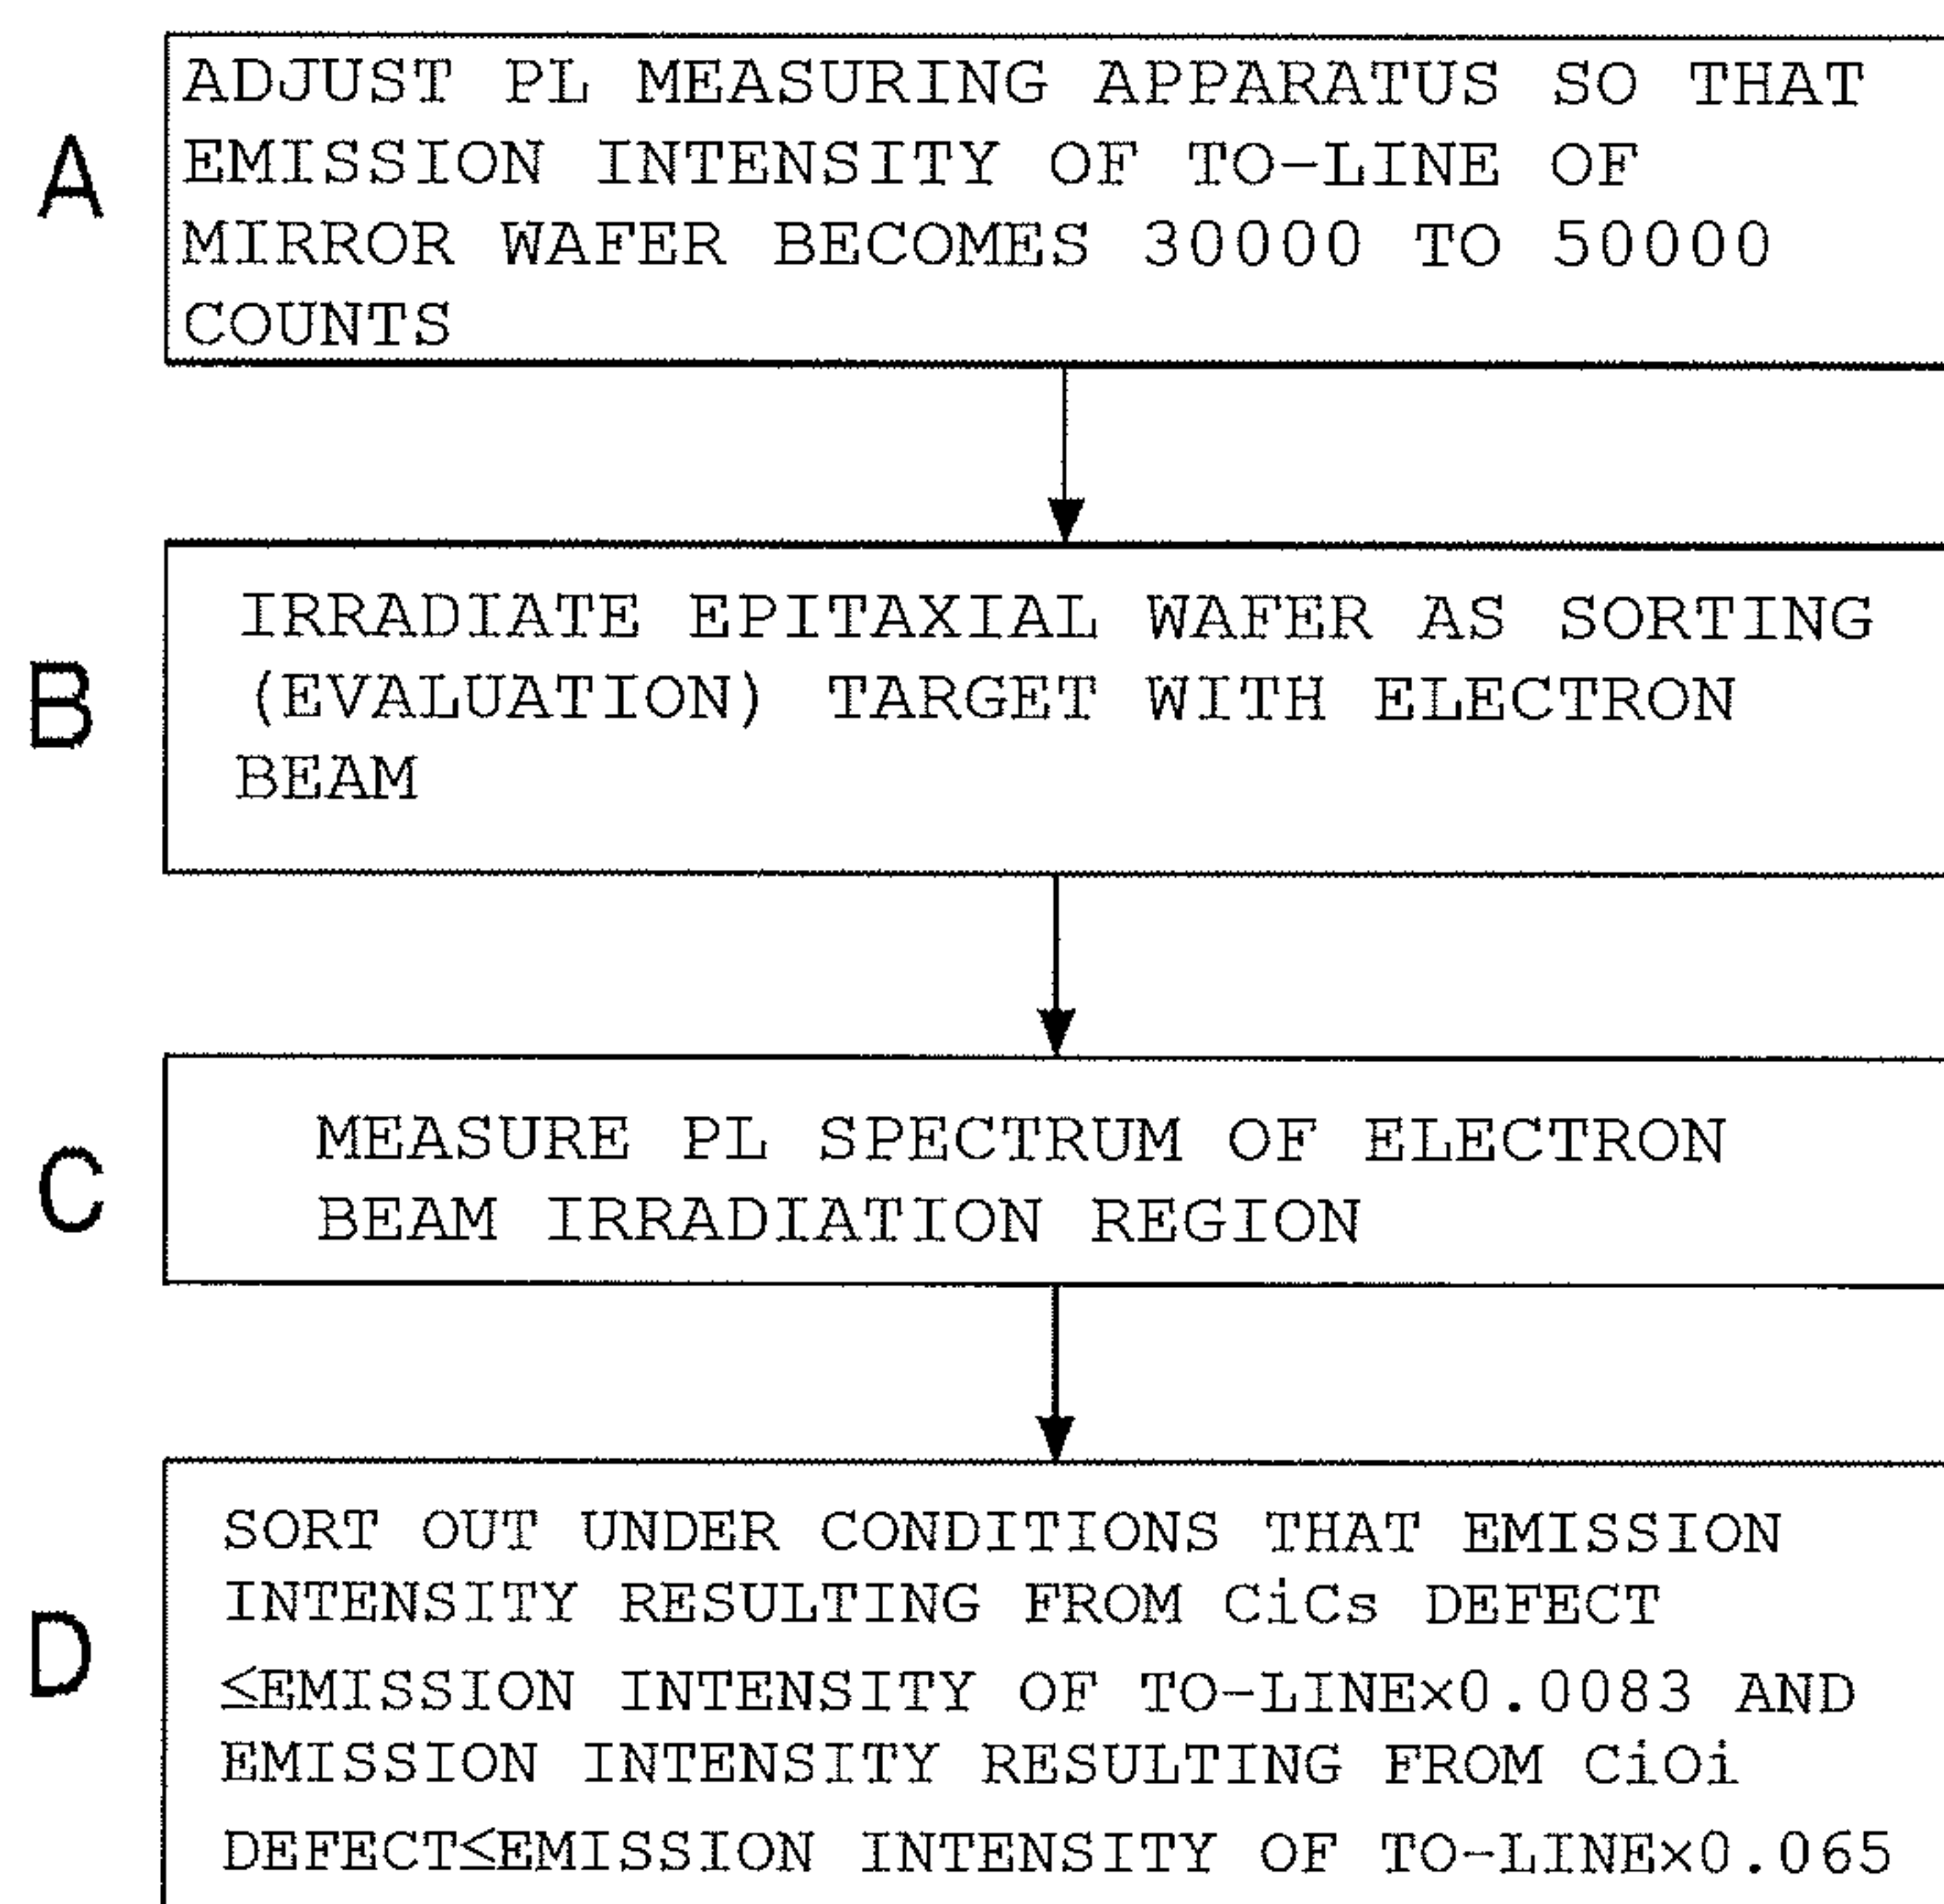 A
ADJUST PL MEASURING APPARATUS SO THAT
EMISSION INTENSITY OF TO-LINE OF
MIRROR WAFER BECOMES 30000 TO 50000
COUNTS
B
IRRADIATE EPITAXIAL WAFER AS SORTING
(EVALUATION) TARGET WITH ELECTRON
BEAM
C
MEASURE PL SPECTRUM OF ELECTRON
BEAM IRRADIATION REGION
D
SORT OUT UNDER CONDITIONS THAT EMISSION
INTENSITY RESULTING FROM CiCs DEFECT
≤EMISSION INTENSITY OF TO-LINE×0.0083 AND
EMISSION INTENSITY RESULTING FROM CiOi
DEFECT≤EMISSION INTENSITY OF TO-LINE×0.065